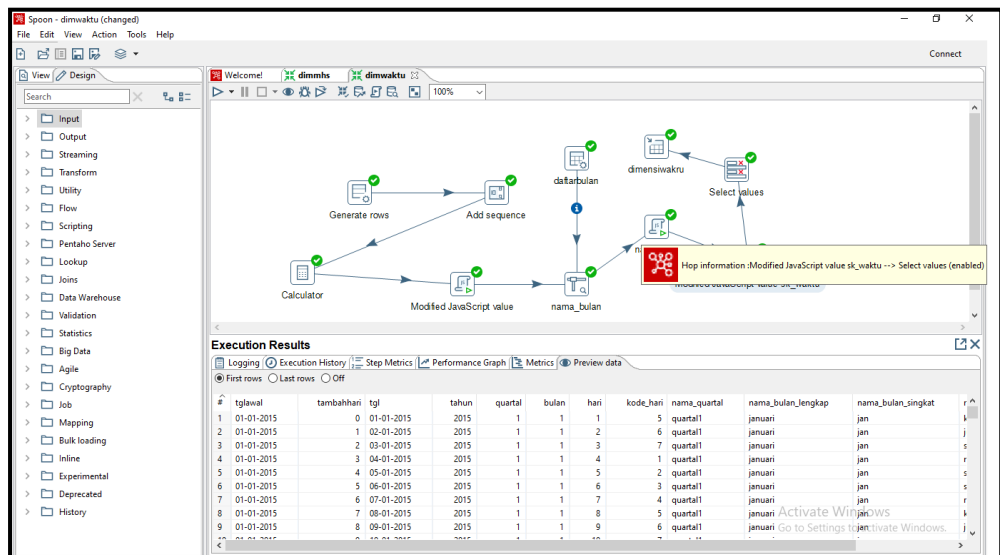 Spoon - dimwaktu (changed)
File Edit View Action Tools Help
Connect
View Design
Welcome! dimmhs dimwaktu
Search
100%
Input
Output
Streaming
Transform
Utility
Flow
Scripting
Pentaho Server
Lookup
Joins
Data Warehouse
Validation
Statistics
Big Data
Agile
Cryptography
Job
Mapping
Bulk loading
Inline
Experimental
Deprecated
History
daftarbulan
dimensiwakru
Select values
Generate rows
Add sequence
Hop information :Modified JavaScript value sk_waktu --> Select values (enabled)
Modified JavaScript value sk_waktu
Calculator
Modified JavaScript value
nama_bulan
Execution Results
Logging Execution History Step Metrics Performance Graph Metrics Preview data
First rows Last rows Off
# tglawal tambahhari tgl tahun quartal bulan hari kode_hari nama_quartal nama_bulan_lengkap nama_bulan_singkat
1 01-01-2015 0 01-01-2015 2015 1 1 1 5 quartal1 januari jan
2 01-01-2015 1 02-01-2015 2015 1 1 2 6 quartal1 januari jan
3 01-01-2015 2 03-01-2015 2015 1 1 3 7 quartal1 januari jan
4 01-01-2015 3 04-01-2015 2015 1 1 4 1 quartal1 januari jan
5 01-01-2015 4 05-01-2015 2015 1 1 5 2 quartal1 januari jan
6 01-01-2015 5 06-01-2015 2015 1 1 6 3 quartal1 januari jan
7 01-01-2015 6 07-01-2015 2015 1 1 7 4 quartal1 januari jan
8 01-01-2015 7 08-01-2015 2015 1 1 8 5 quartal1 januari jan
9 01-01-2015 8 09-01-2015 2015 1 1 9 6 quartal1 januari jan
Activate Windows
Go to Settings to activate Windows.